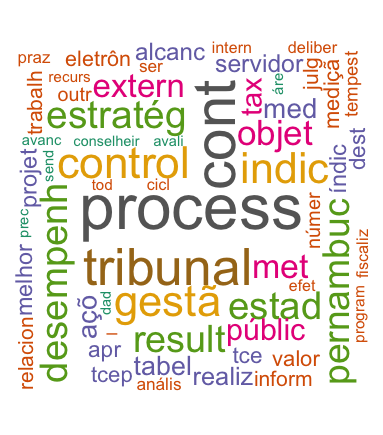 intern
deliber
praz
eletrôn
alcanc
ser
servidor
recurs
extern
julg
mediçã
tempest
trabalh
outr
cont
tax
med
áre
estratég
objet
dest
avanc
conselheir
avali
projet
send
control
indic
índic
tod
cicl
process
prec
melhor
desempenh
númer
pernambuc
fiscaliz
tribunal
met
efet
relacion
açõ
dad
gestã
estad
program
–
result
públic
apr
tabel
tce
valor
tcep
realiz
inform
anális